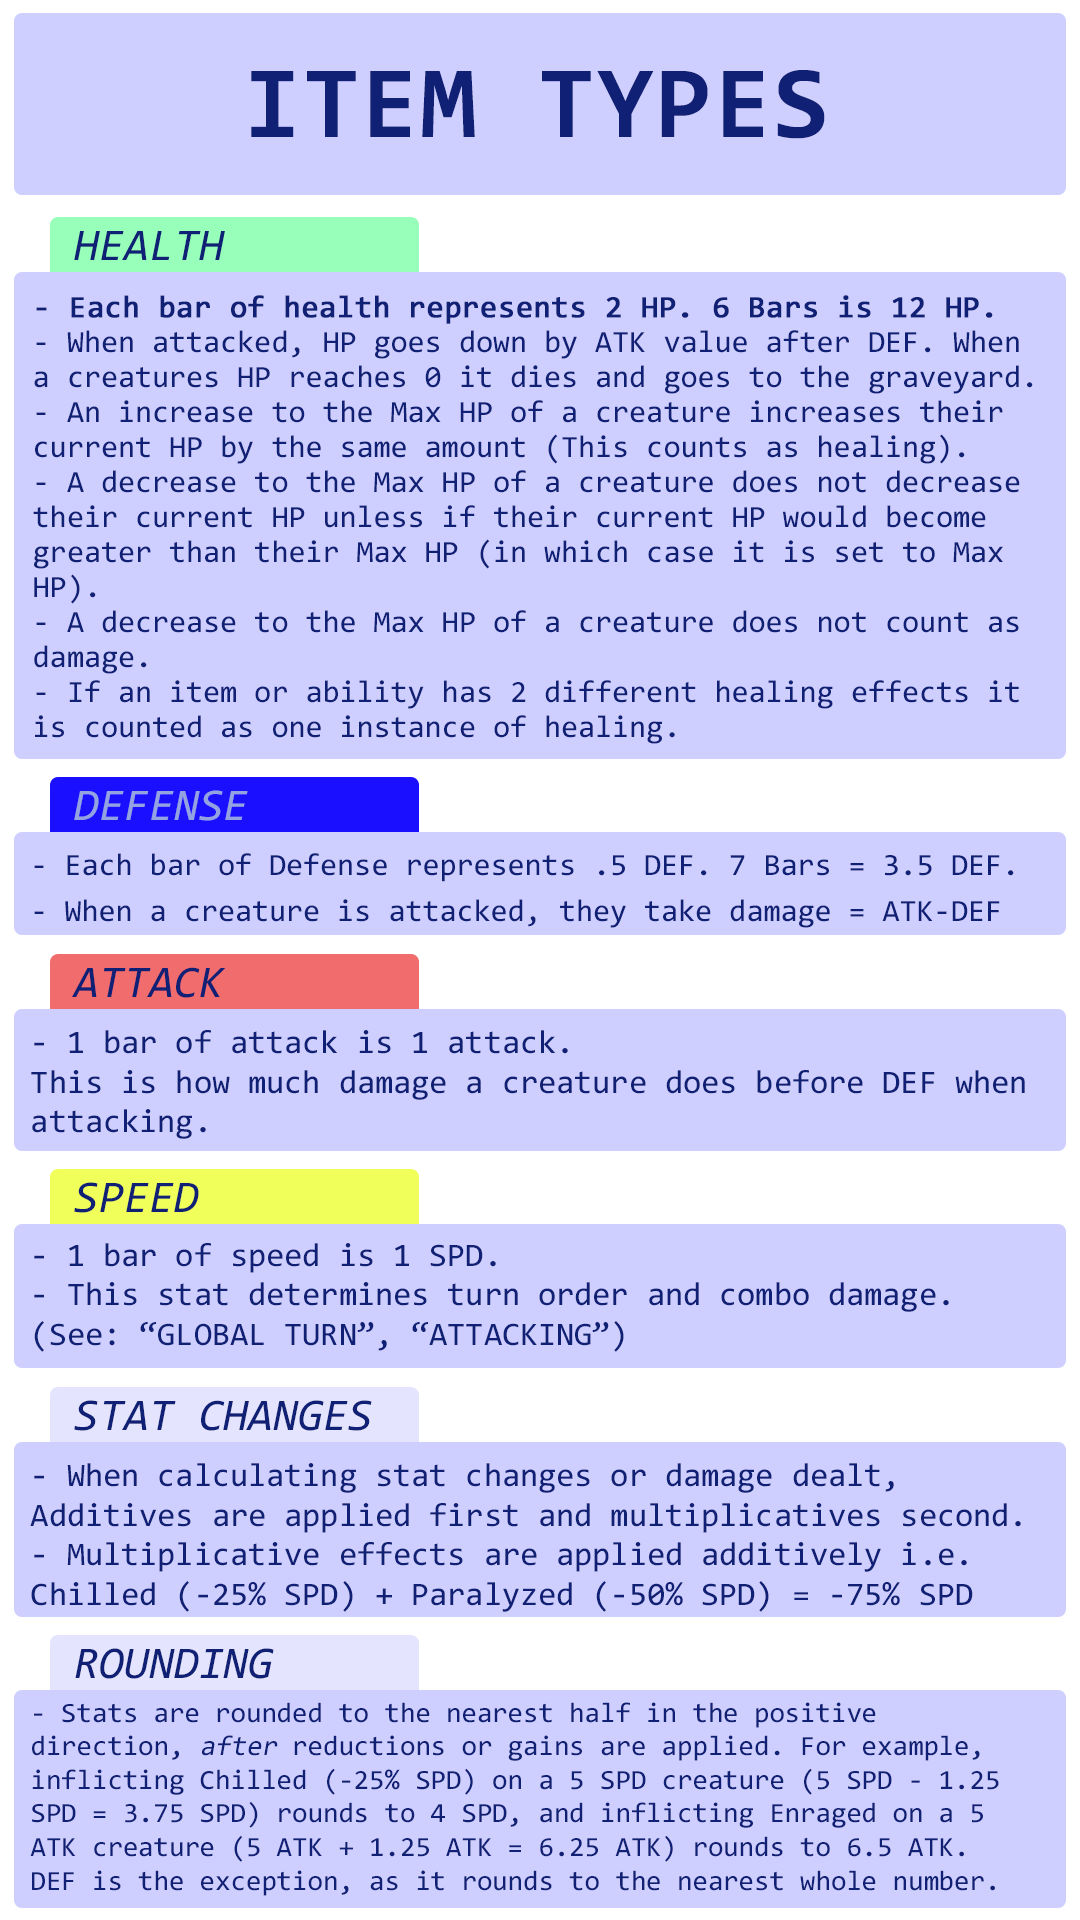 ITEM TYPES
HEALTH
- Each bar of health represents 2 HP. 6 Bars is 12 HP.
- When attacked, HP goes down by ATK value after DEF. When
a creatures HP reaches 0 it dies and goes to the graveyard.
- An increase to the Max HP of a creature increases their
current HP by the same amount (This counts as healing).
- A decrease to the Max HP of a creature does not decrease
their current HP unless if their current HP would become
greater than their Max HP (in which case it is set to Max
HP).
- A decrease to the Max HP of a creature does not count as
damage.
- If an item or ability has 2 different healing effects it
is counted as one instance of healing.
DEFENSE
- Each bar of Defense represents .5 DEF. 7 Bars = 3.5 DEF.
- When a creature is attacked, they take damage = ATK-DEF
ATTACK
- 1 bar of attack is 1 attack.
This is how much damage a creature does before DEF when
attacking.
SPEED
- 1 bar of speed is 1 SPD.
- This stat determines turn order and combo damage.
(See: “GLOBAL TURN”, “ATTACKING”)
STAT CHANGES
- When calculating stat changes or damage dealt,
Additives are applied first and multiplicatives second.
- Multiplicative effects are applied additively i.e.
Chilled (-25% SPD) + Paralyzed (-50% SPD) = -75% SPD
ROUNDING
- Stats are rounded to the nearest half in the positive
direction, after reductions or gains are applied. For example,
inflicting Chilled (-25% SPD) on a 5 SPD creature (5 SPD - 1.25
SPD = 3.75 SPD) rounds to 4 SPD, and inflicting Enraged on a 5
ATK creature (5 ATK + 1.25 ATK = 6.25 ATK) rounds to 6.5 ATK.
DEF is the exception, as it rounds to the nearest whole number.